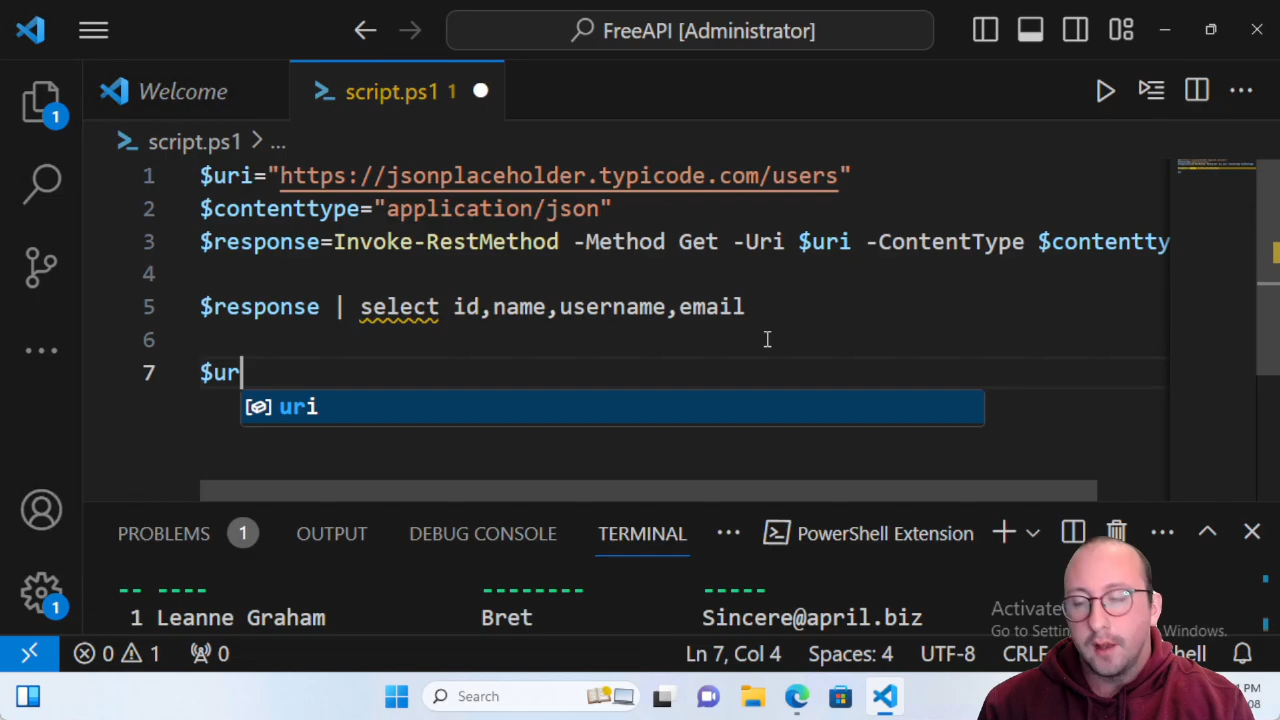 FreeAPI [Administrator]
Welcome
script.ps1 1
script.ps1 > ...
1 $uri="https://jsonplaceholder.typicode.com/users"
2 $contenttype="application/json"
3 $response=Invoke-RestMethod -Method Get -Uri $uri -ContentType $contentty
4
5 $response | select id,name,username,email
6
7 $ur
uri
PROBLEMS 1 OUTPUT DEBUG CONSOLE TERMINAL ... PowerShell Extension
-- ---- -------- -----
1 Leanne Graham Bret Sincere@april.biz
Activate
Go to Windows.
0 1 0 Ln 7, Col 4 Spaces: 4 UTF-8 CRLF
Search
1
1